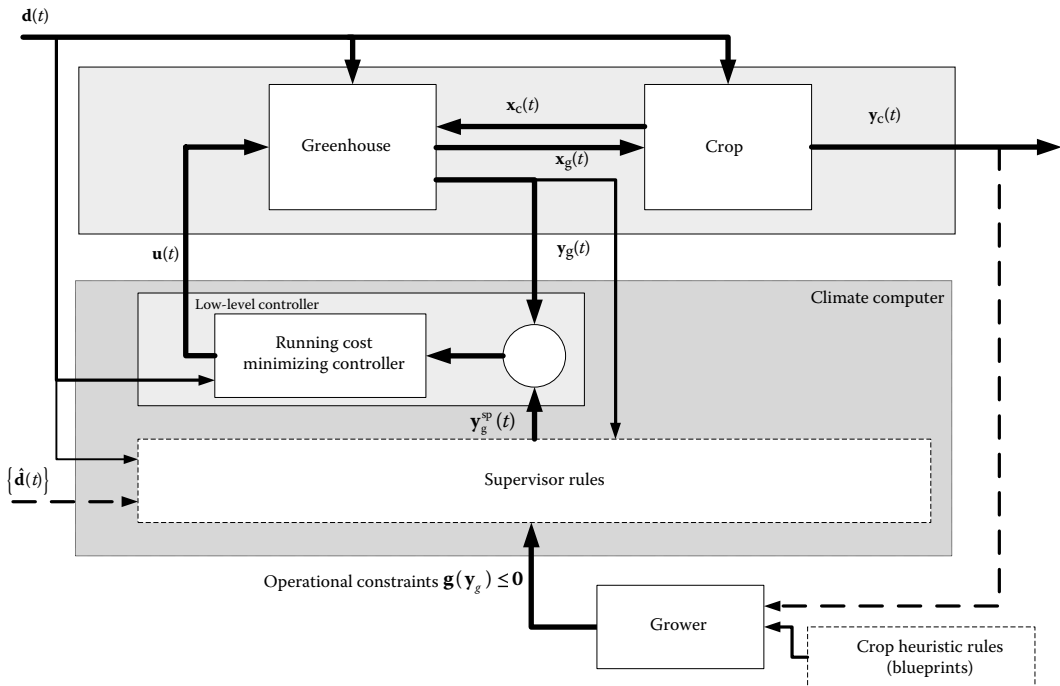 d(t)
x_c(t)
y_c(t)
Greenhouse
Crop
x_g(t)
y_g(t)
u(t)
Climate computer
Low-level controller
Running cost
minimizing controller
y_g^sp(t)
{d̂(t)}
Supervisor rules
Operational constraints g(y_g) ≤ 0
Grower
Crop heuristic rules
(blueprints)